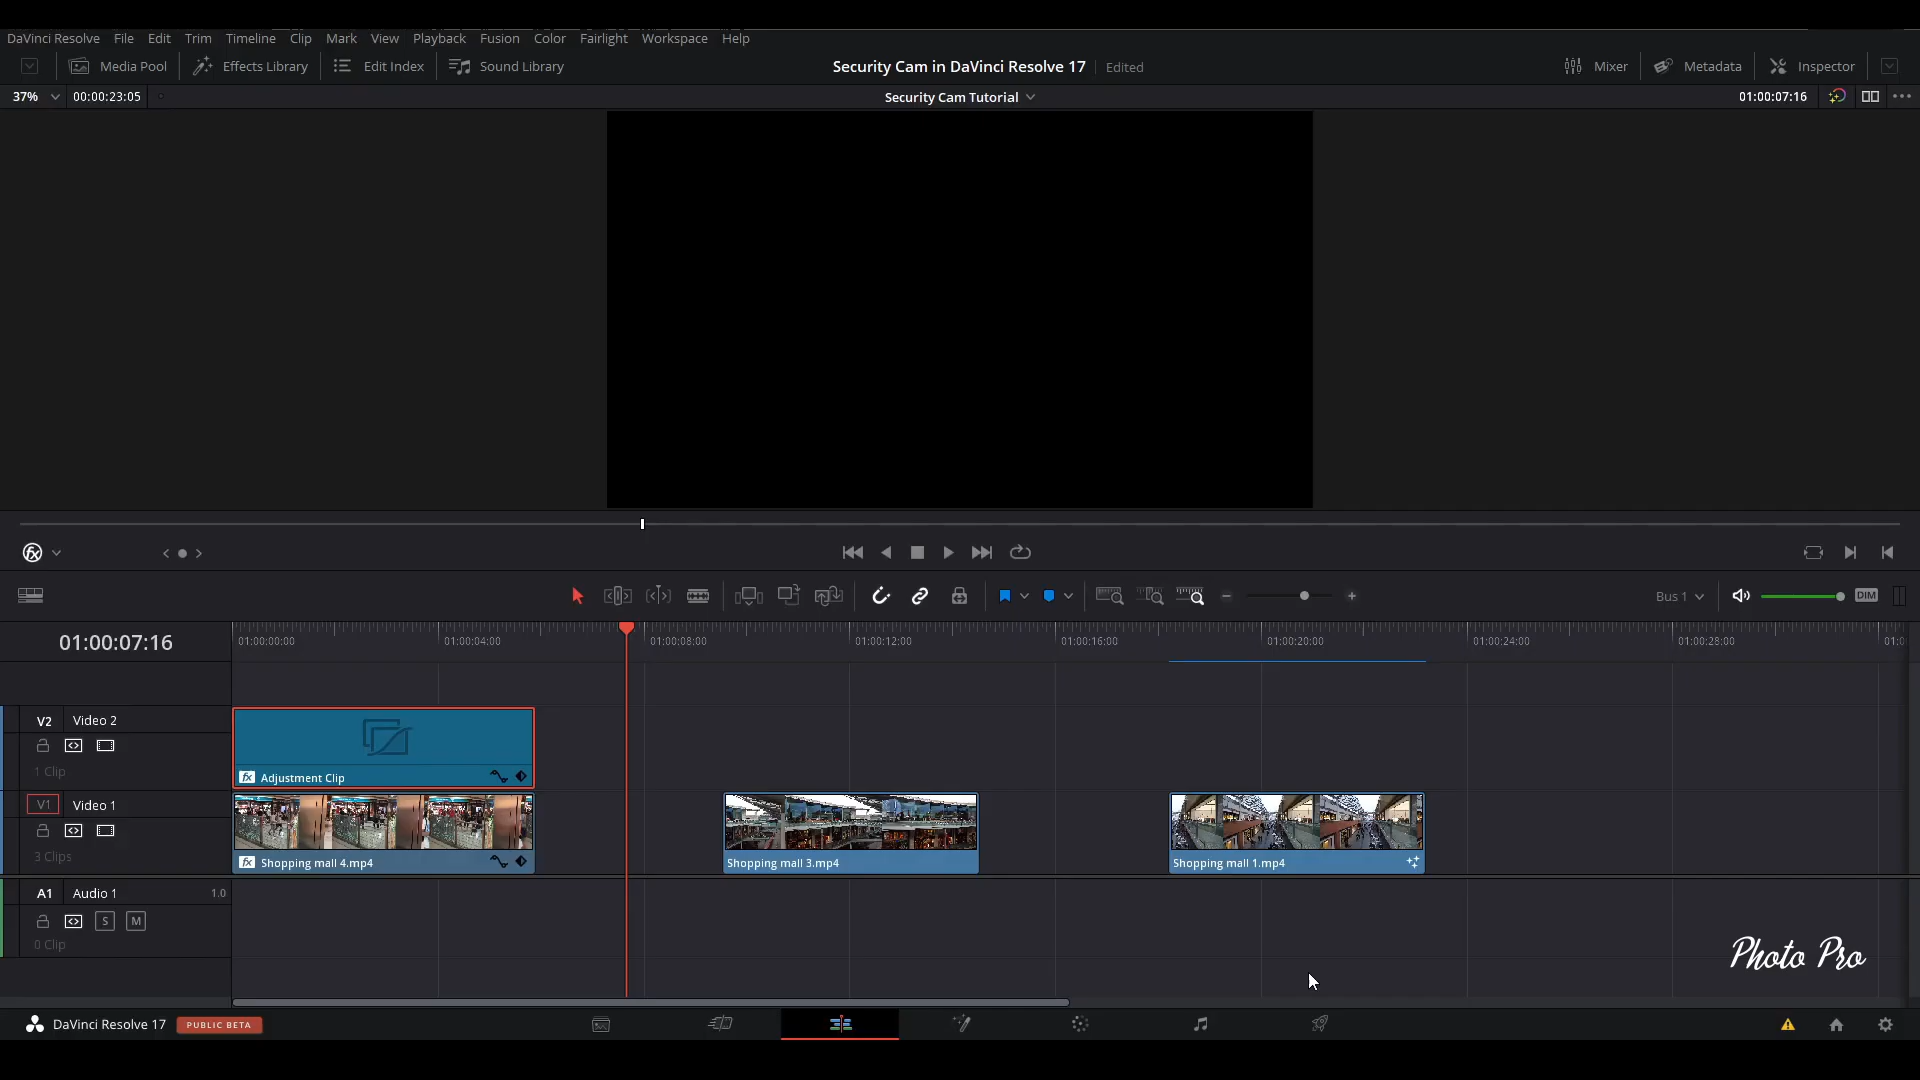 DaVinci Resolve File Edit Trim Timeline Clip Mark View Playback Fusion Color Fairlight Workspace Help
Media Pool Effects Library Edit Index Sound Library Security Cam in DaVinci Resolve 17 Edited Mixer Metadata Inspector
37% 00:00:23:05 Security Cam Tutorial 01:00:07:16
Bus 1 DIM
01:00:07:16 01:00:00:00 01:00:04:00 01:00:08:00 01:00:12:00 01:00:16:00 01:00:20:00 01:00:24:00 01:00:28:00
V2 Video 2
1 Clip
fx Adjustment Clip
V1 Video 1
3 Clips
fx Shopping mall 4.mp4 Shopping mall 3.mp4 Shopping mall 1.mp4
A1 Audio 1 1.0
S M
0 Clip
Photo Pro
DaVinci Resolve 17 PUBLIC BETA